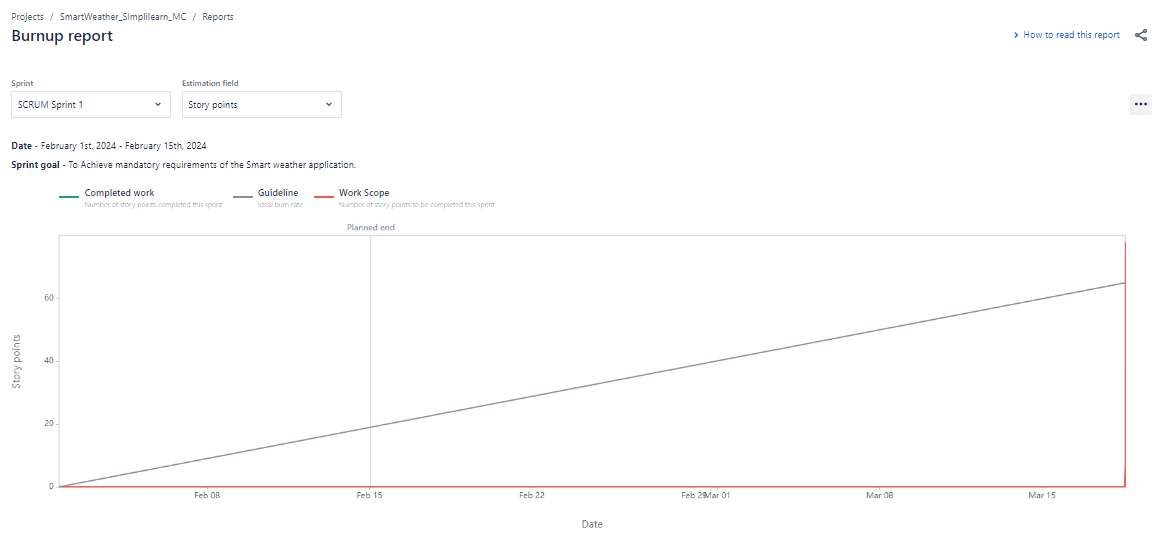 Projects / SmartWeather_SImplilearn_MC / Reports
Burnup report
How to read this report
Sprint
Estimation field
SCRUM Sprint 1
Story points
Date - February 1st, 2024 - February 15th, 2024
Sprint goal - To Achieve mandatory requirements of the Smart weather application.
Completed work
Guideline
Work Scope
Number of story points completed this sprint
Ideal burn rate
Number of story points to be completed this sprint
Planned end
60
40
20
0
Story points
Feb 08
Feb 15
Feb 22
Feb 29
Mar 01
Mar 08
Mar 15
Date